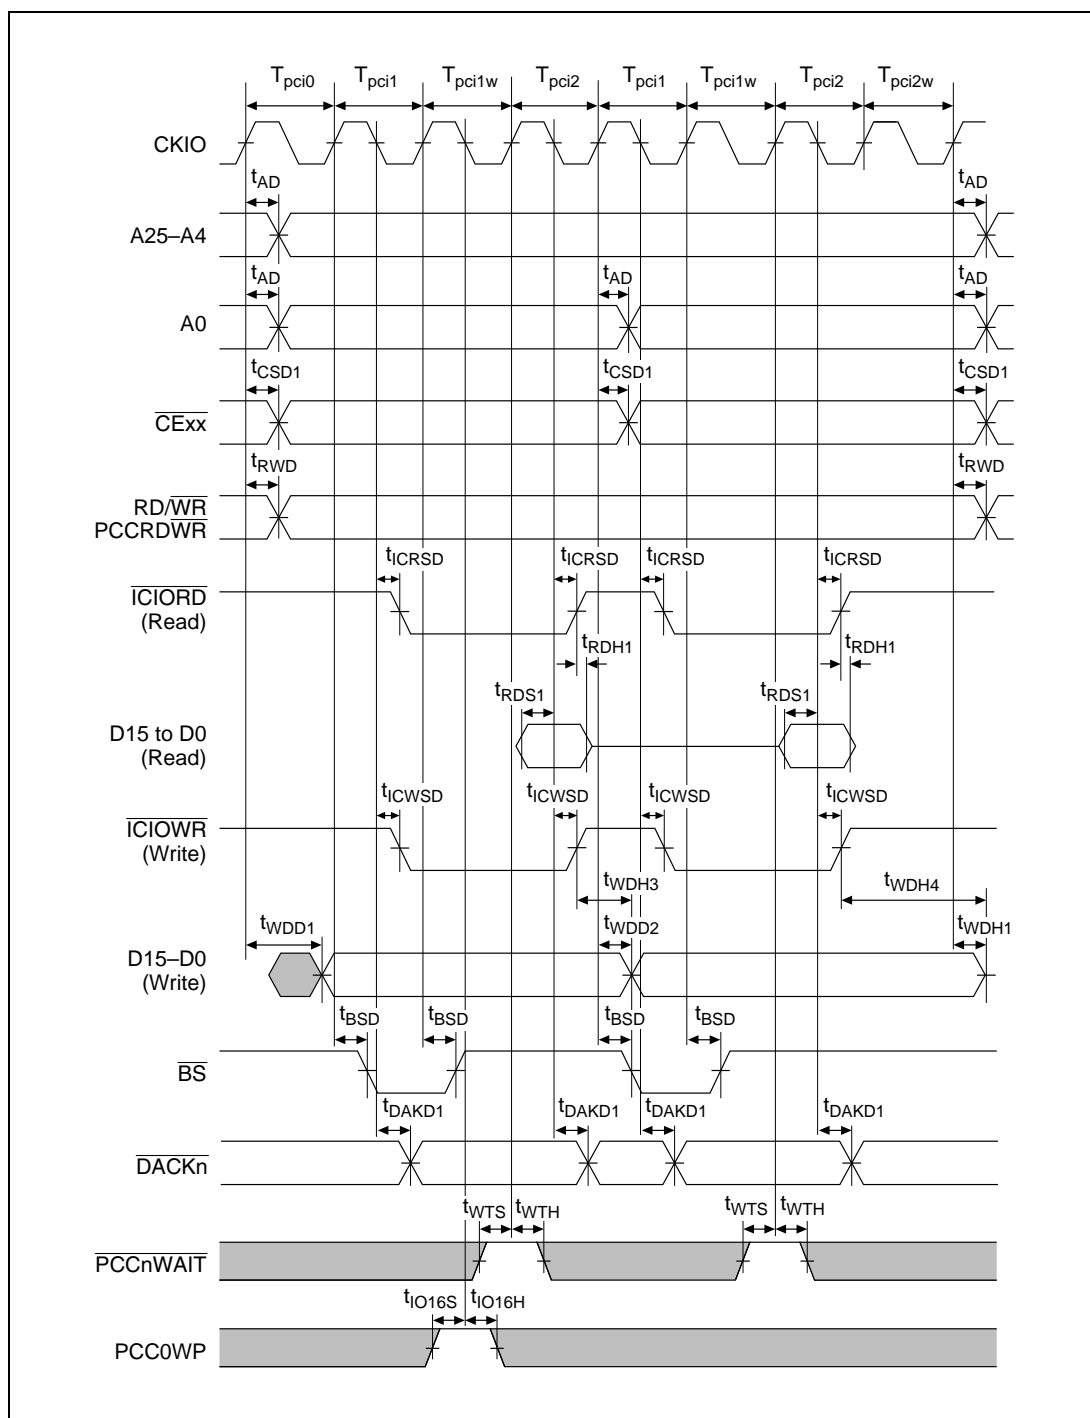 Tpci0 Tpci1 Tpci1w Tpci2 Tpci1 Tpci1w Tpci2 Tpci2w
CKIO
tAD tAD
A25–A4
tAD tAD tAD
A0
tCSD1 tCSD1 tCSD1
CExx
tRWD tRWD
RD/WR
PCCRDWR
tICRSD tICRSD tICRSD tICRSD
ICIORD
(Read)
tRDH1 tRDH1
tRDS1 tRDS1
D15 to D0
(Read)
tICWSD tICWSD tICWSD tICWSD
ICIOWR
(Write)
tWDH3 tWDH4
tWDD1 tWDD2 tWDH1
D15–D0
(Write)
tBSD tBSD tBSD tBSD
BS
tDAKD1 tDAKD1 tDAKD1 tDAKD1
DACKn
tWTS tWTH tWTS tWTH
PCCnWAIT
tIO16S tIO16H
PCC0WP